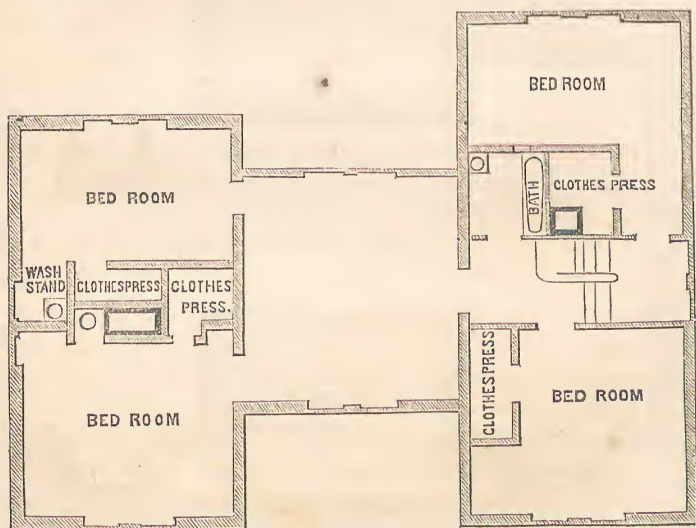 BED ROOM
BATH
CLOTHES PRESS
BED ROOM
WASH
STAND
CLOTHESPRESS
CLOTHES
PRESS.
BED ROOM
CLOTHESPRESS
BED ROOM